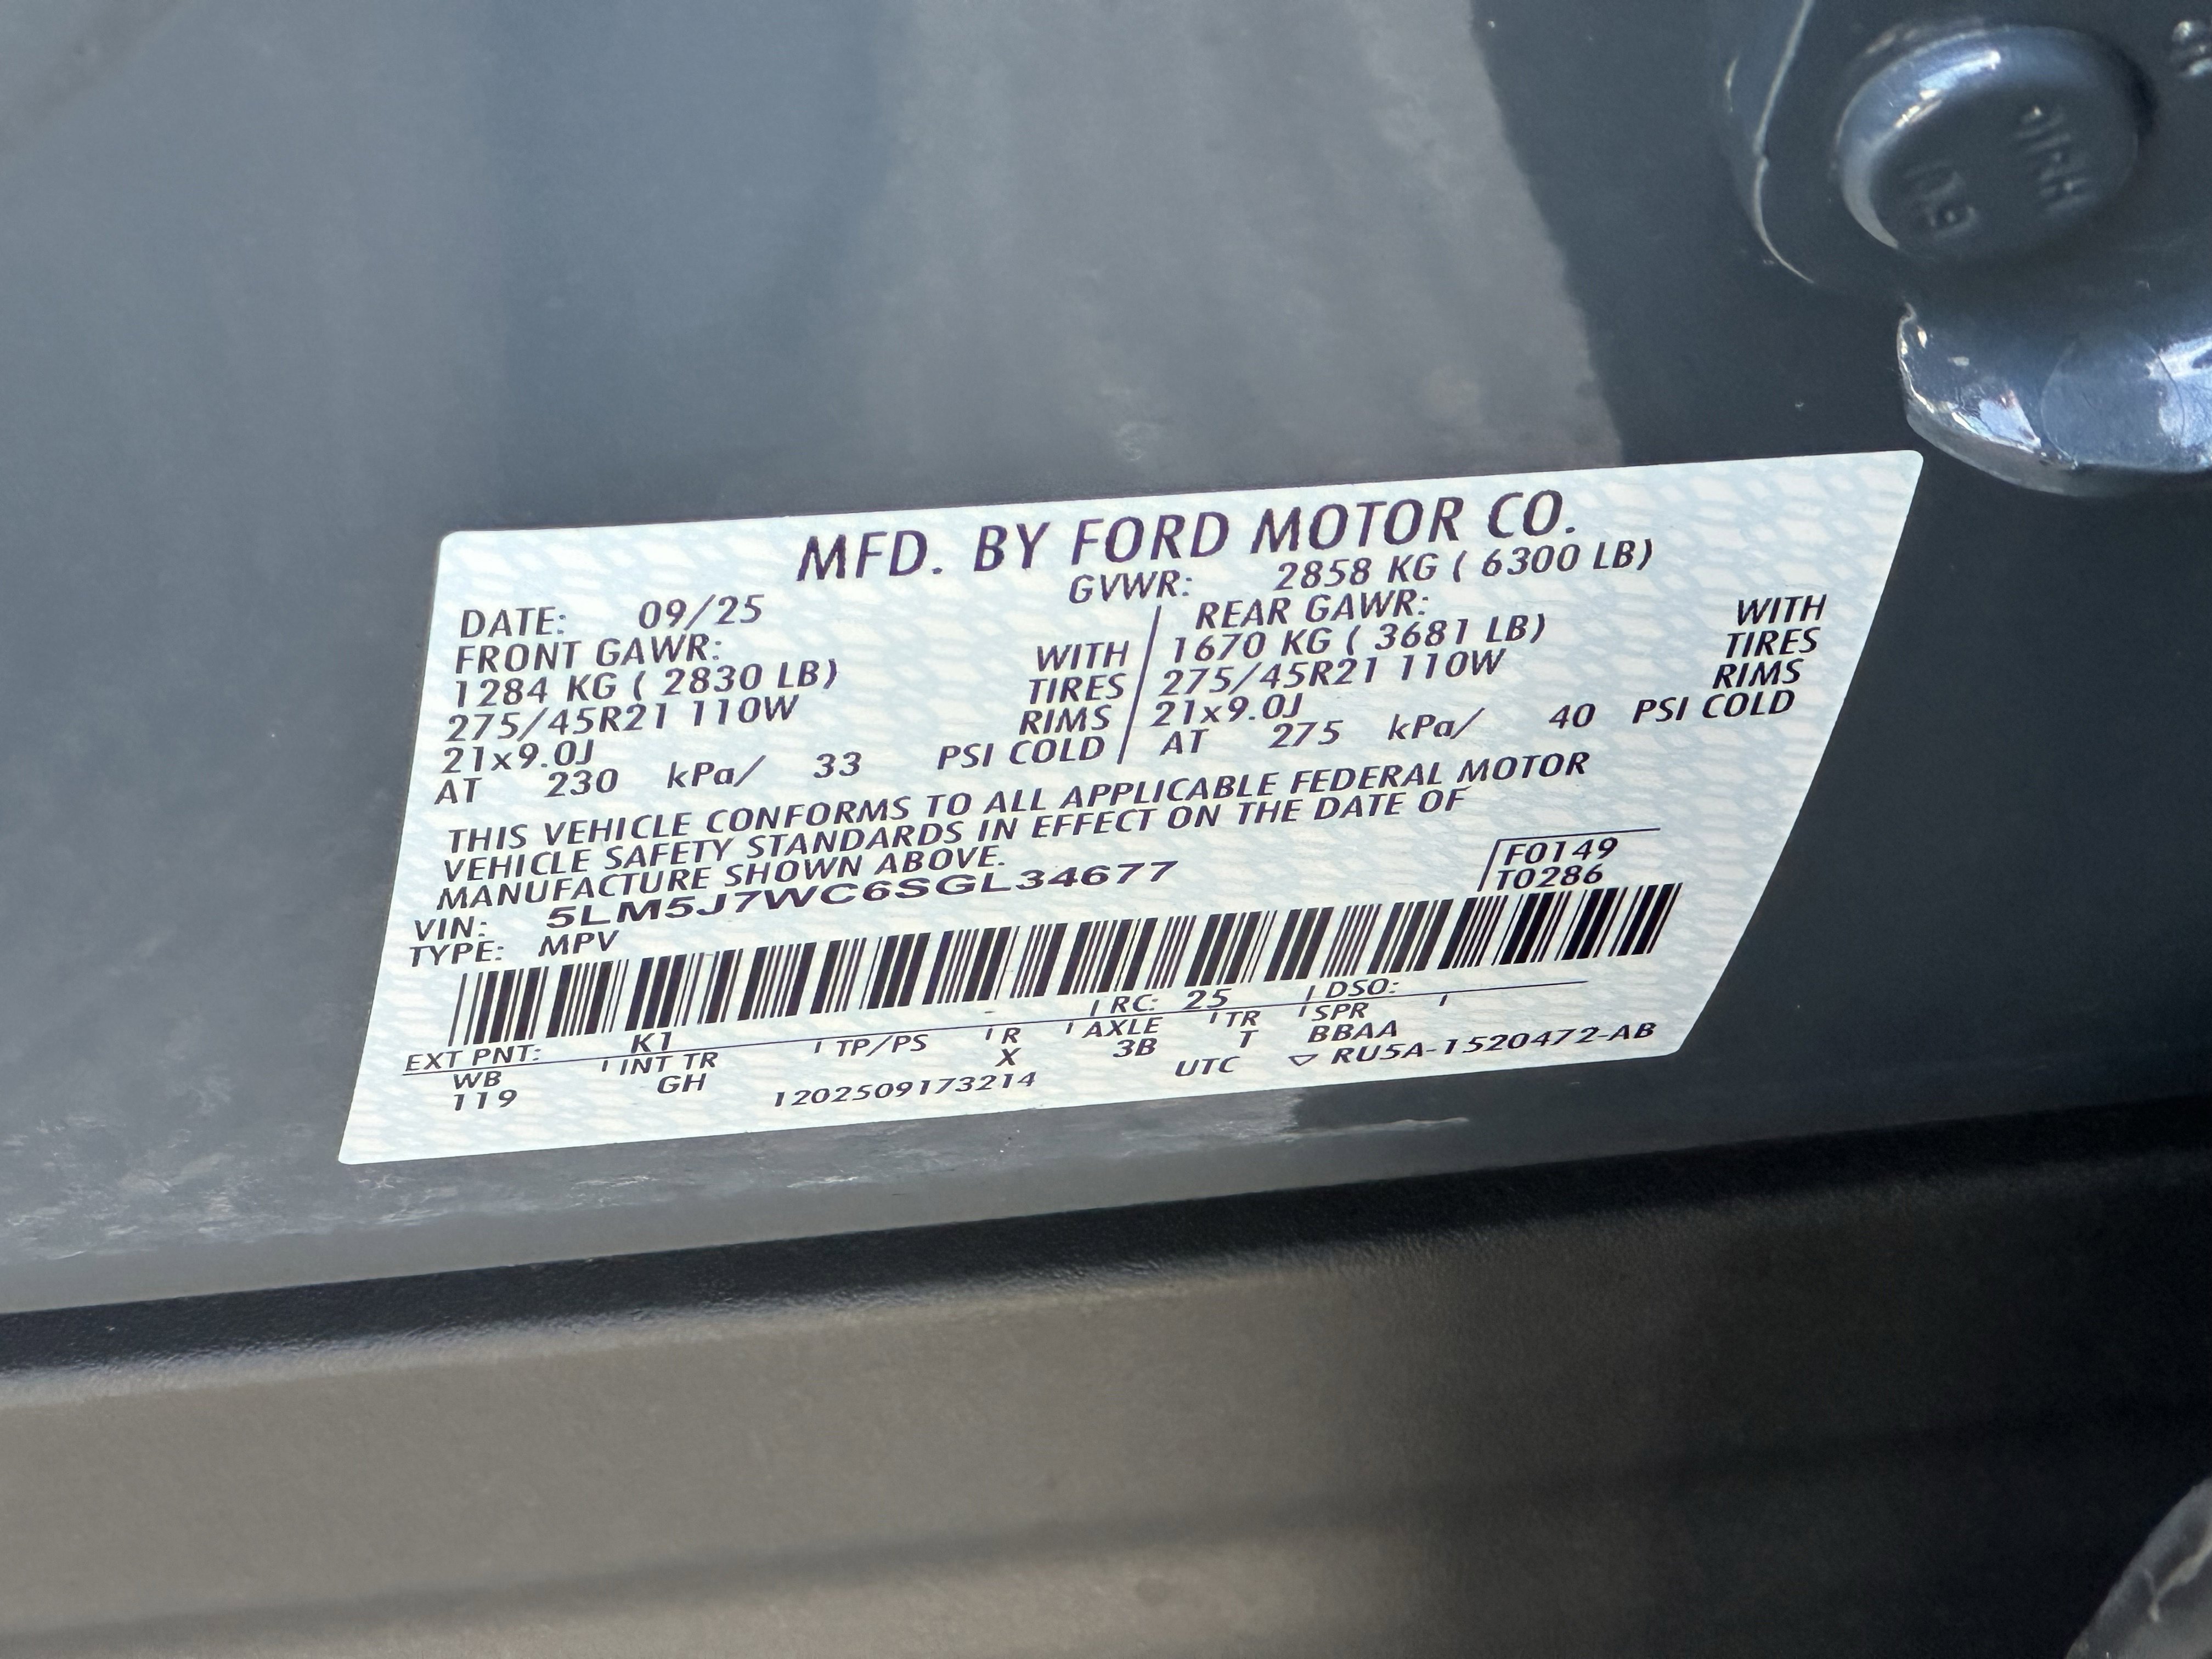 MFD. BY FORD MOTOR CO.
DATE: 09/25 GVWR: 2858 KG ( 6300 LB)
FRONT GAWR: REAR GAWR:
1284 KG ( 2830 LB) WITH 1670 KG ( 3681 LB) WITH
275/45R21 110W TIRES 275/45R21 110W TIRES
21x9.0J RIMS 21x9.0J RIMS
AT 230 kPa/ 33 PSI COLD AT 275 kPa/ 40 PSI COLD
THIS VEHICLE CONFORMS TO ALL APPLICABLE FEDERAL MOTOR
VEHICLE SAFETY STANDARDS IN EFFECT ON THE DATE OF
MANUFACTURE SHOWN ABOVE.
VIN: 5LM5J7WC6SGL34677
TYPE: MPV
F0149
T0286
EXT PNT: K1 RC: 25 DSO:
WB INT TR TP/PS R AXLE TR SPR
119 GH X 3B T BBAA
1202509173214 UTC ▽ RU5A-1520472-AB